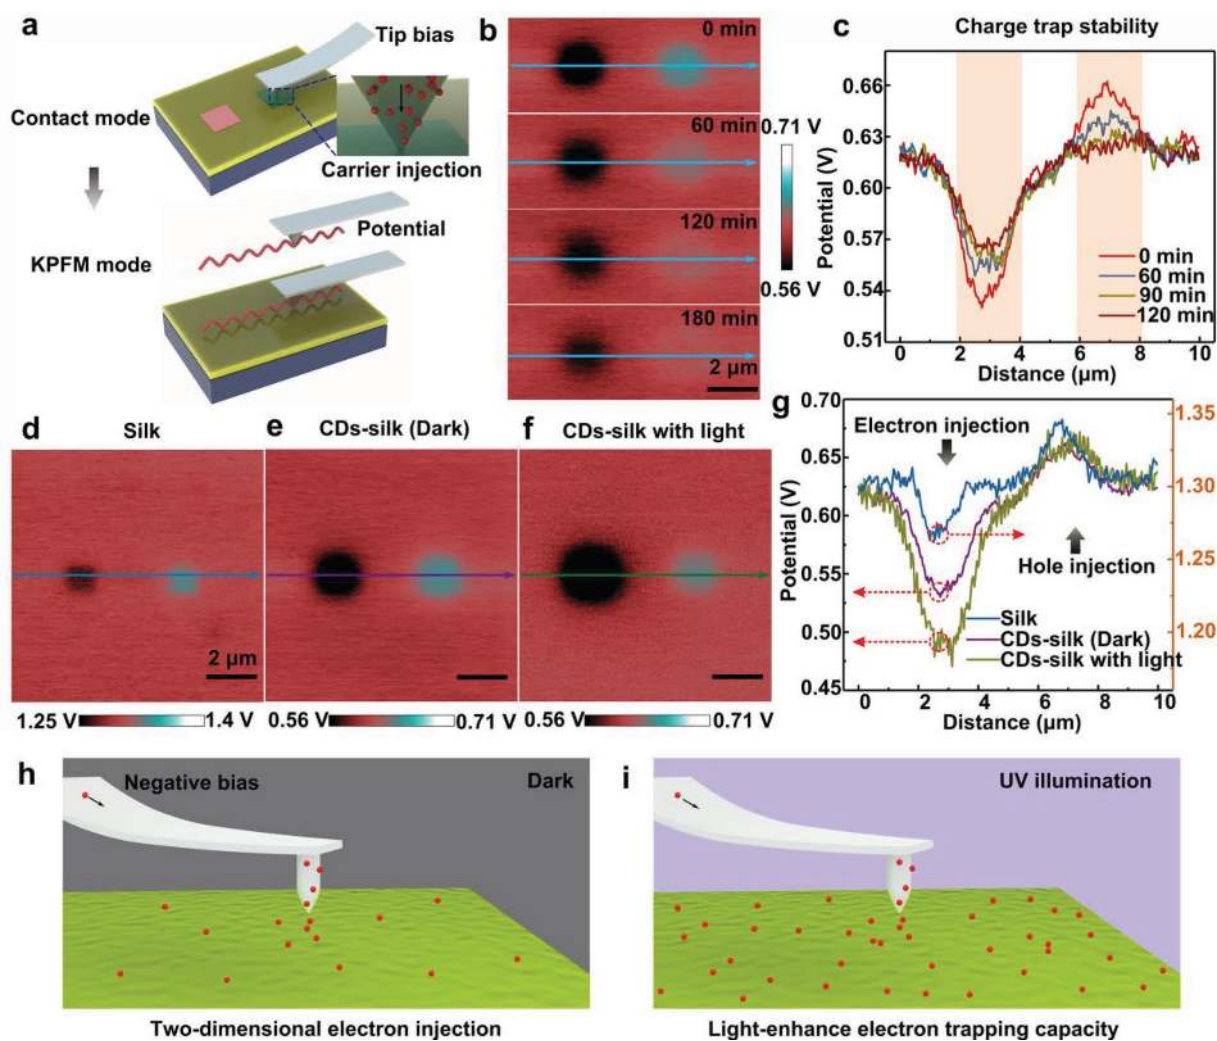 a
Tip bias
Contact mode
Carrier injection
Potential
KPFM mode
b
0 min
60 min
120 min
180 min
2 μm
0.71 V
0.56 V
c
Charge trap stability
Potential (V)
0.66
0.63
0.60
0.57
0.54
0.51
0 min
60 min
90 min
120 min
0 2 4 6 8 10
Distance (μm)
d
Silk
2 μm
1.25 V 1.4 V
e
CDs-silk (Dark)
0.56 V 0.71 V
f
CDs-silk with light
0.56 V 0.71 V
g
Potential (V)
0.70
0.65
0.60
0.55
0.50
0.45
1.35
1.30
1.25
1.20
Electron injection
Hole injection
Silk
CDs-silk (Dark)
CDs-silk with light
0 2 4 6 8 10
Distance (μm)
h
Negative bias
Dark
Two-dimensional electron injection
i
UV illumination
Light-enhance electron trapping capacity